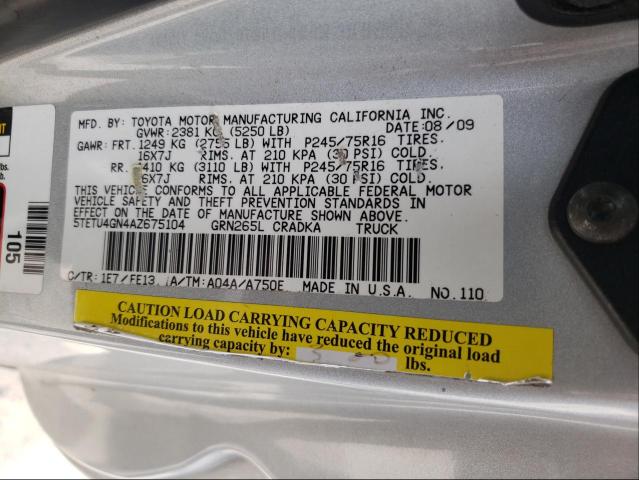 MFD. BY: TOYOTA MOTOR MANUFACTURING CALIFORNIA INC.
GVWR: 2381 KG (5250 LB) DATE: 08/09
GAWR: FRT. 1249 KG (2755 LB) WITH P245/75R16 TIRES
16X7J RIMS. AT 210 KPA (30 PSI) COLD.
RR. 1410 KG (3110 LB) WITH P245/75R16 TIRES.
16X7J RIMS. AT 210 KPA (30 PSI) COLD.
THIS VEHICLE CONFORMS TO ALL APPLICABLE FEDERAL MOTOR
VEHICLE SAFETY AND THEFT PREVENTION STANDARDS IN
EFFECT ON THE DATE OF MANUFACTURE SHOWN ABOVE.
5TETU4GN4AZ675104 GRN265L CRADKA TRUCK
C/TR: 1E7/FE13. A/TM: A04A/A750E MADE IN U.S.A. NO.110
CAUTION LOAD CARRYING CAPACITY REDUCED
Modifications to this vehicle have reduced the original load
carrying capacity by: lbs.
105